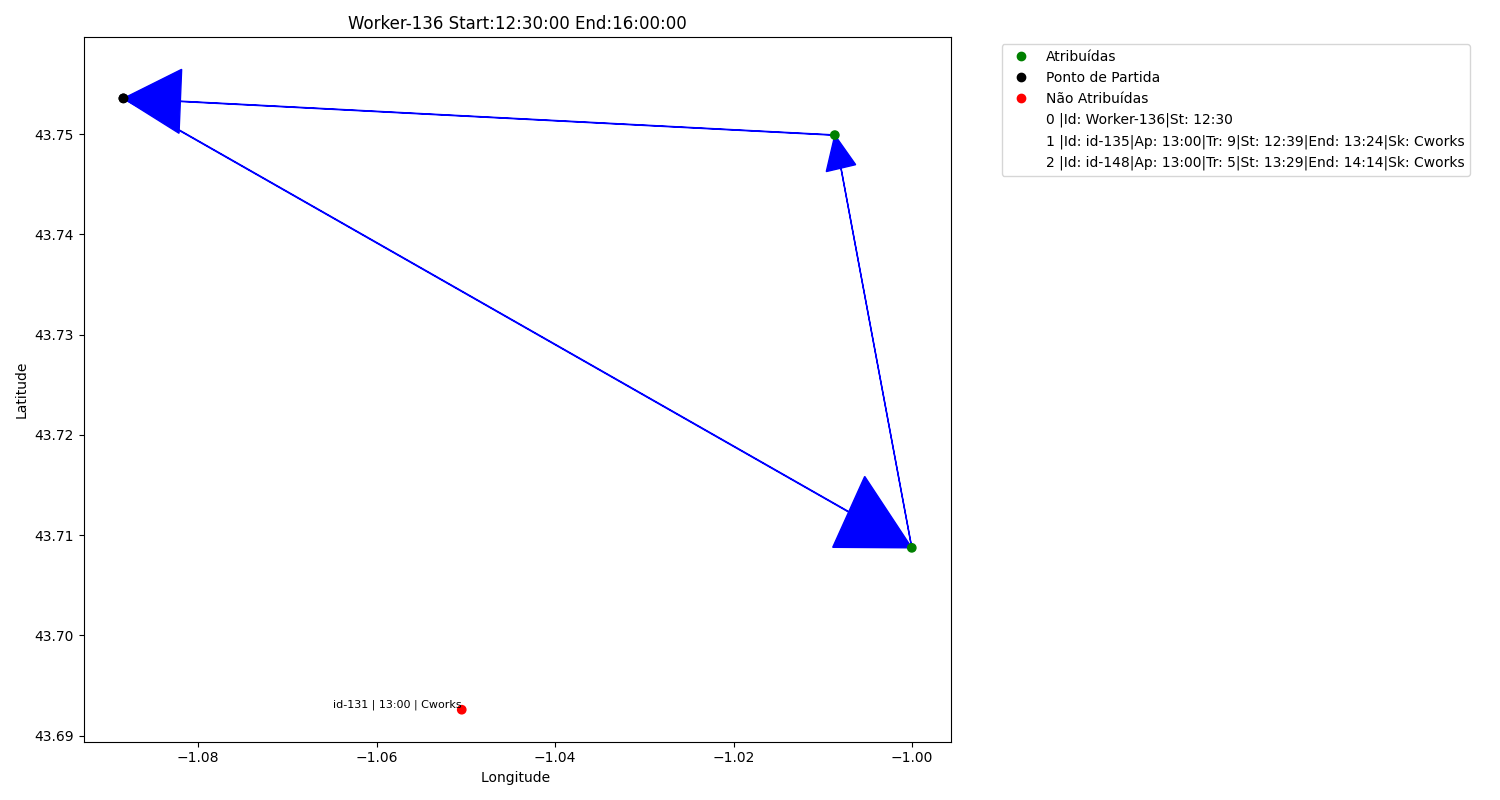 Worker-136 Start:12:30:00 End:16:00:00
Atribuídas
Ponto de Partida
Não Atribuídas
0 |Id: Worker-136|St: 12:30
1 |Id: id-135|Ap: 13:00|Tr: 9|St: 12:39|End: 13:24|Sk: Cworks
2 |Id: id-148|Ap: 13:00|Tr: 5|St: 13:29|End: 14:14|Sk: Cworks
Latitude
43.75
43.74
43.73
43.72
43.71
43.70
43.69
id-131 | 13:00 | Cworks
−1.08 −1.06 −1.04 −1.02 −1.00
Longitude